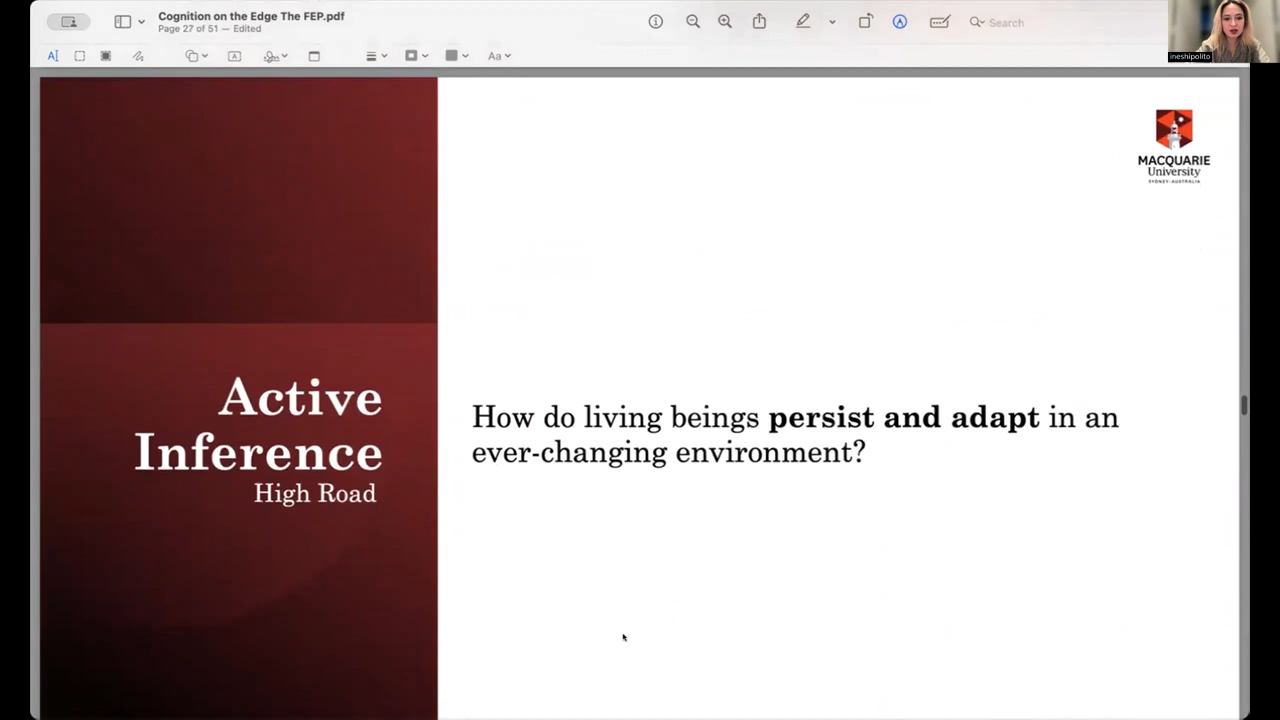 Cognition on the Edge The FEP.pdf
Page 27 of 51 — Edited
Search
ineshipolito
A
Aa
MACQUARIE
University
SYDNEY·AUSTRALIA
Active
Inference
High Road
How do living beings persist and adapt in an
ever-changing environment?